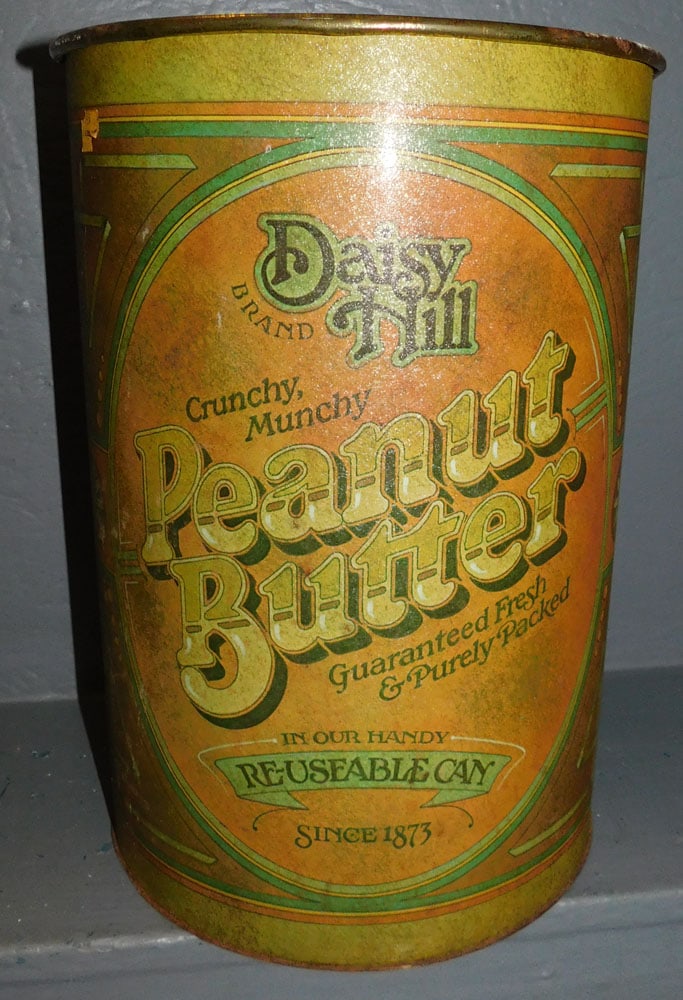 Daisy
Hill
BRAND
Crunchy,
Munchy
Peanut
Butter
Guaranteed Fresh
& Purely Packed
IN OUR HANDY
RE-USEABLE CAN
SINCE 1873